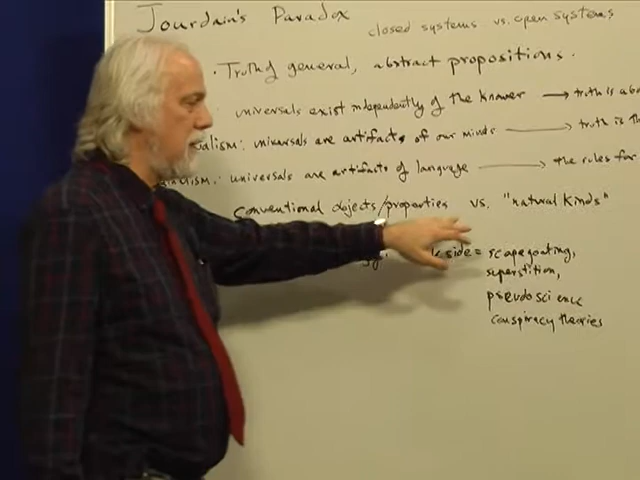 Jourdain's Paradox
closed systems vs. open systems
· Truth of general, abstract propositions.
universals exist independently of the knower → truth is
universals are artifacts of our minds → truth is
universals are artifacts of language → the rules for
conventional objects/properties vs. "natural kinds"
side = scapegoating,
superstition,
pseudoscience
conspiracy theories